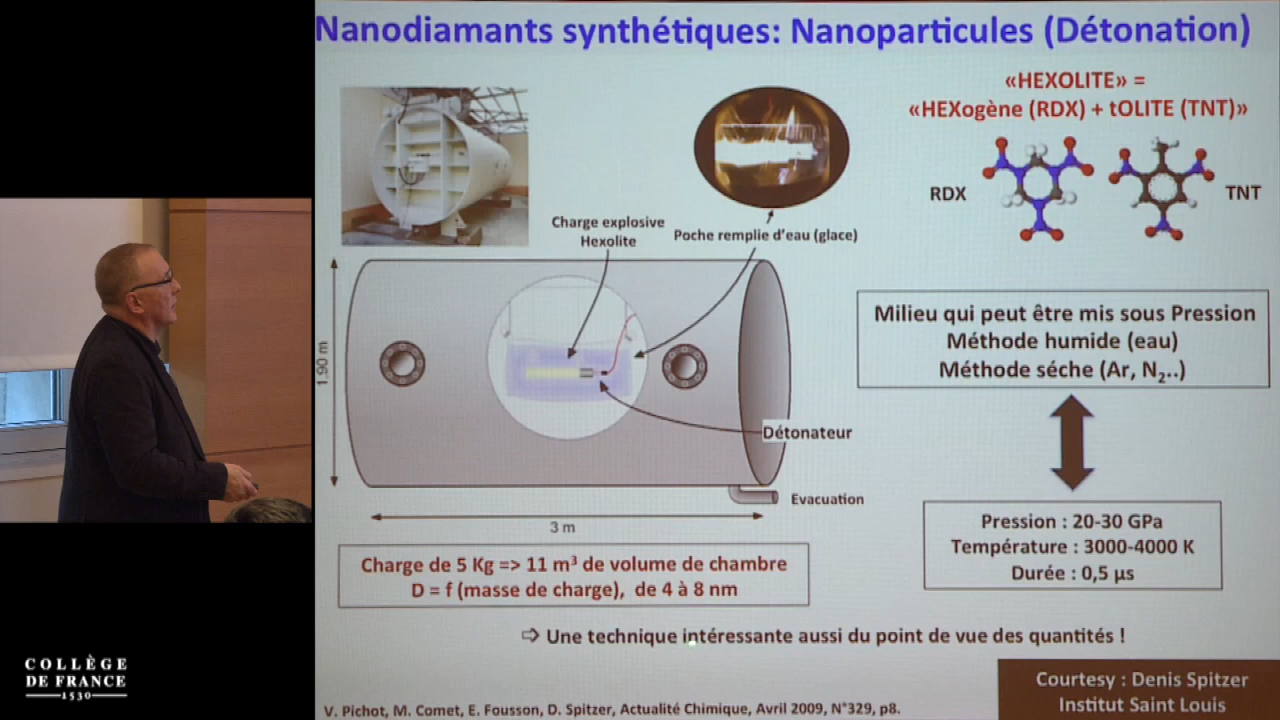 Nanodiamants synthétiques: Nanoparticules (Détonation)
«HEXOLITE» =
«HEXogène (RDX) + tOLITE (TNT)»
RDX
TNT
Charge explosive
Hexolite
Poche remplie d'eau (glace)
1.90 m
Détonateur
Evacuation
3 m
Milieu qui peut être mis sous Pression
Méthode humide (eau)
Méthode séche (Ar, N2..)
Pression : 20-30 GPa
Température : 3000-4000 K
Durée : 0,5 µs
Charge de 5 Kg => 11 m³ de volume de chambre
D = f (masse de charge), de 4 à 8 nm
⇨ Une technique intéressante aussi du point de vue des quantités !
COLLÈGE
DE FRANCE
1530
Courtesy : Denis Spitzer
Institut Saint Louis
V. Pichot, M. Comet, E. Fousson, D. Spitzer, Actualité Chimique, Avril 2009, N°329, p8.